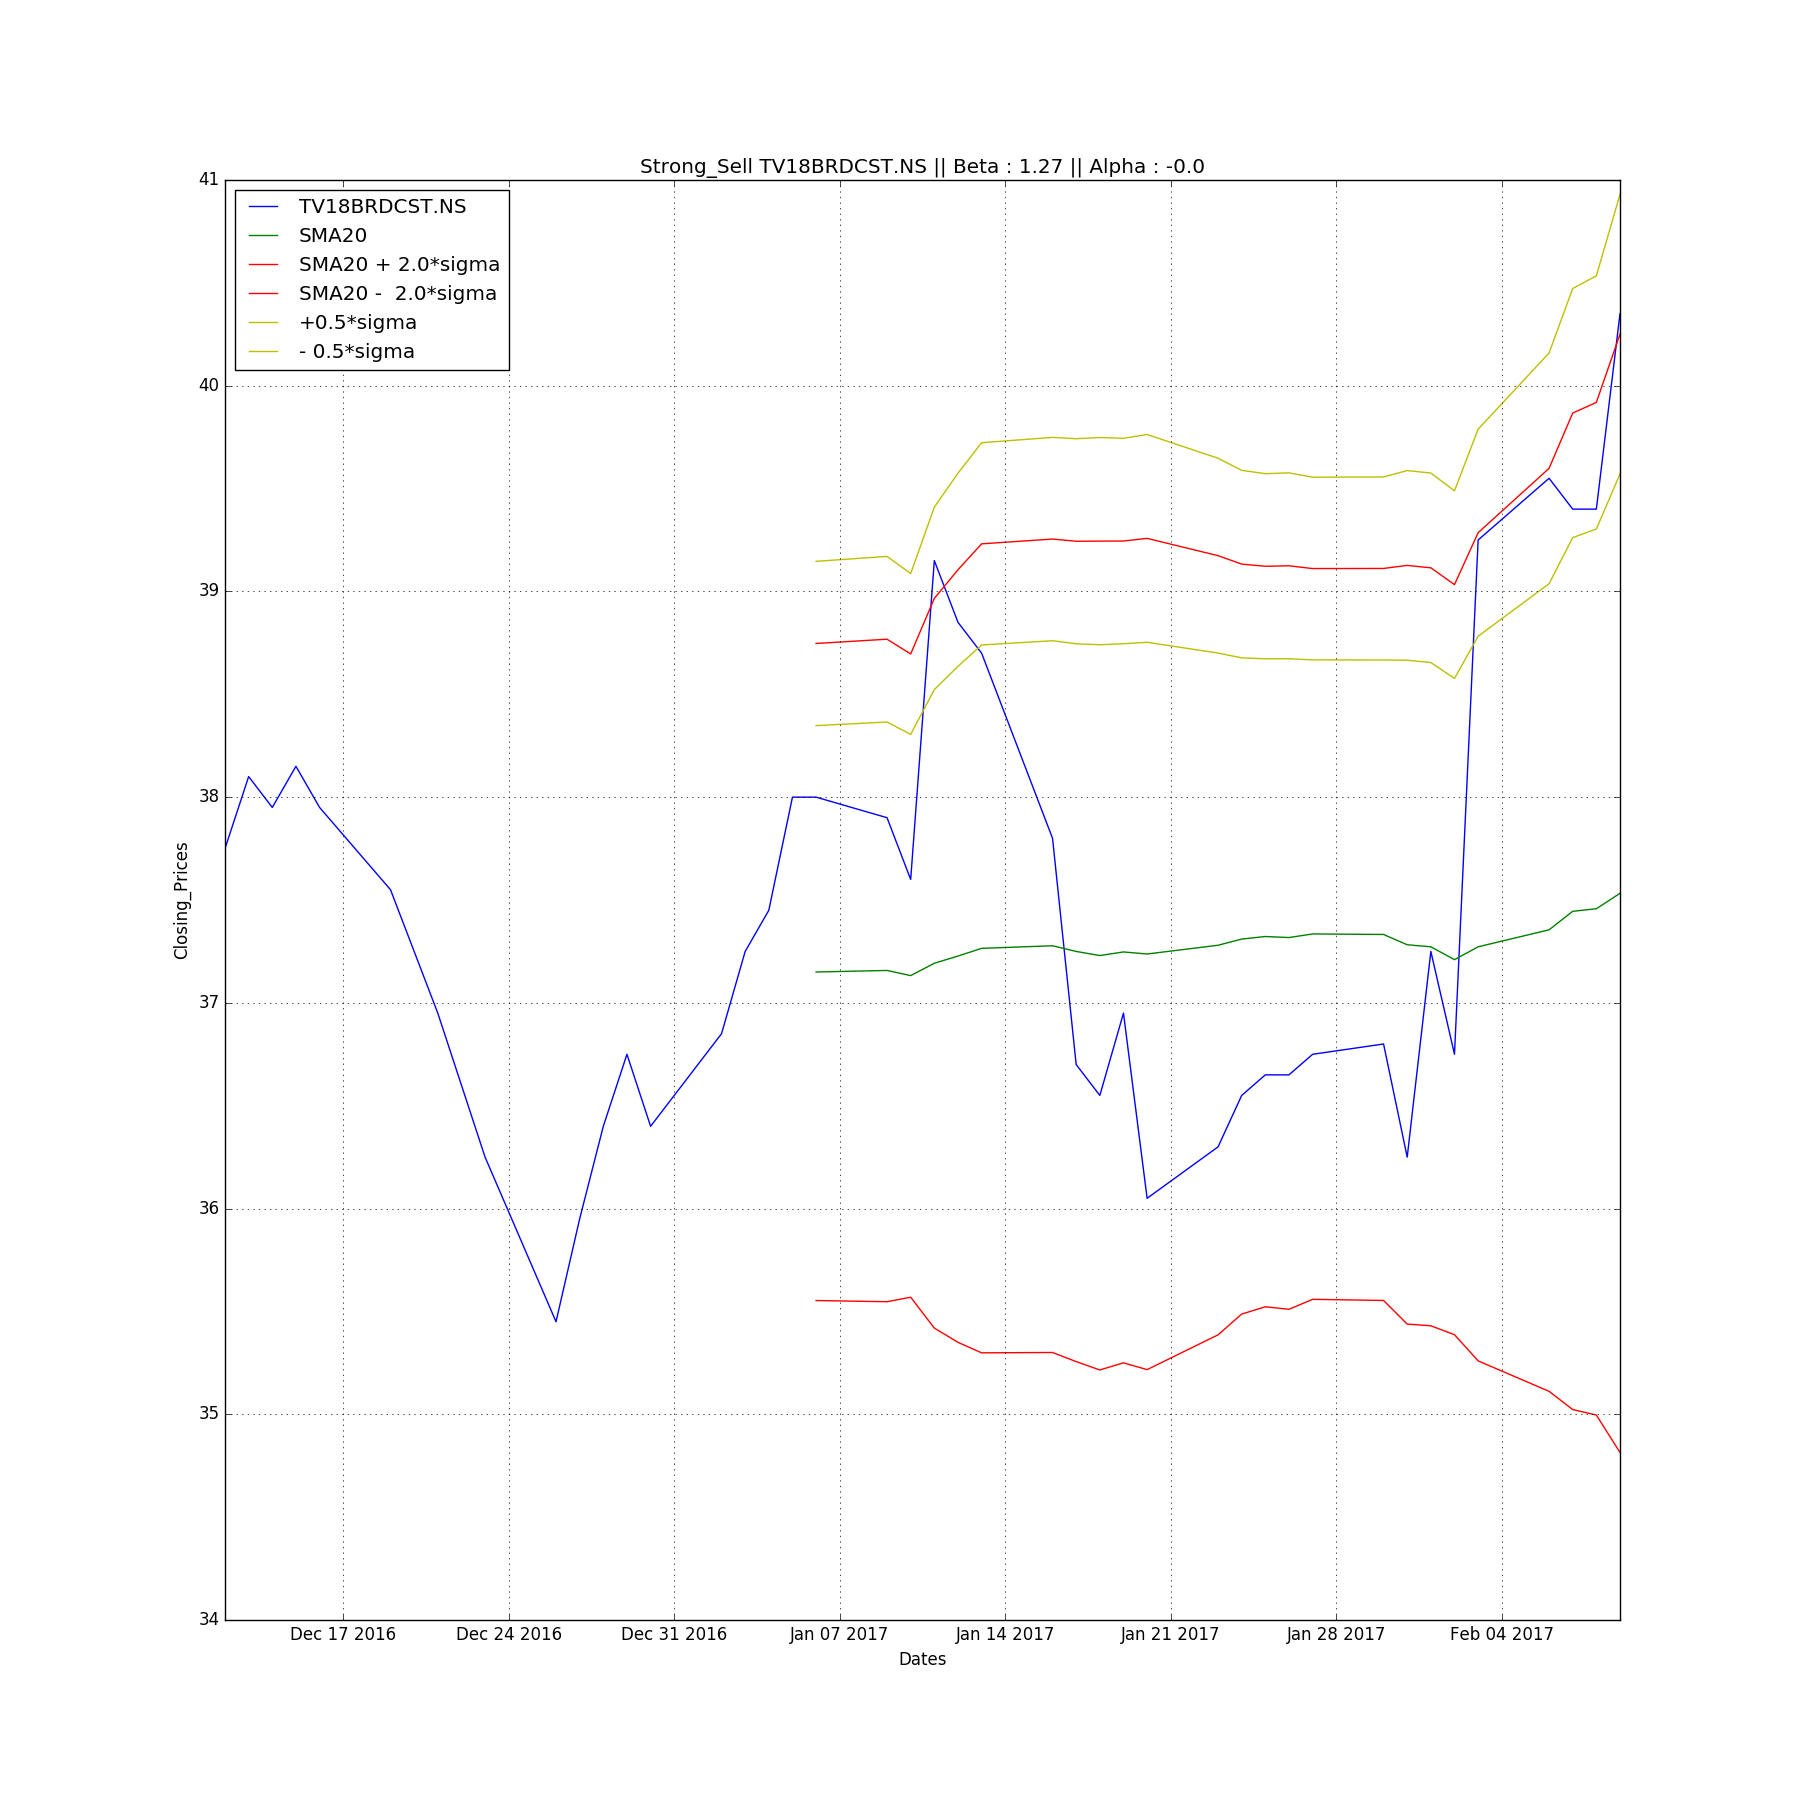 Strong_Sell TV18BRDCST.NS || Beta : 1.27 || Alpha : -0.0
TV18BRDCST.NS
SMA20
SMA20 + 2.0*sigma
SMA20 -  2.0*sigma
+0.5*sigma
- 0.5*sigma
41
40
39
38
37
36
35
34
Closing_Prices
Dec 17 2016 Dec 24 2016 Dec 31 2016 Jan 07 2017 Jan 14 2017 Jan 21 2017 Jan 28 2017 Feb 04 2017
Dates